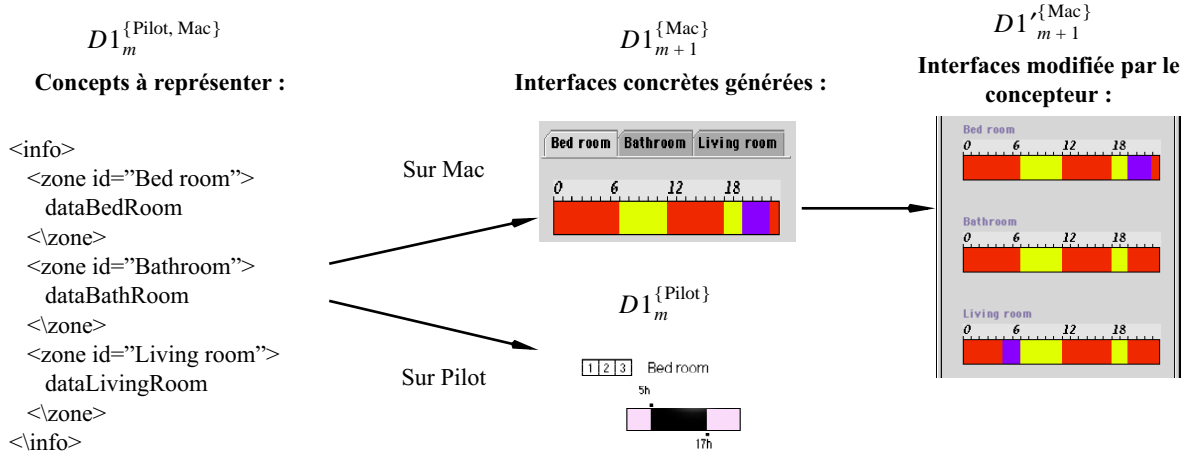 D1_m^{Pilot, Mac}
Concepts à représenter :
<info>
<zone id=”Bed room”>
dataBedRoom
<\zone>
<zone id=”Bathroom”>
dataBathRoom
<\zone>
<zone id=”Living room”>
dataLivingRoom
<\zone>
<\info>
Sur Mac
Sur Pilot
D1_{m + 1}^{Mac}
Interfaces concrètes générées :
Bed room Bathroom Living room
0 6 12 18
D1_m^{Pilot}
1 2 3 Bed room
5h
17h
D1′_{m + 1}^{Mac}
Interfaces modifiée par le
concepteur :
Bed room
0 6 12 18
Bathroom
0 6 12 18
Living room
0 6 12 18